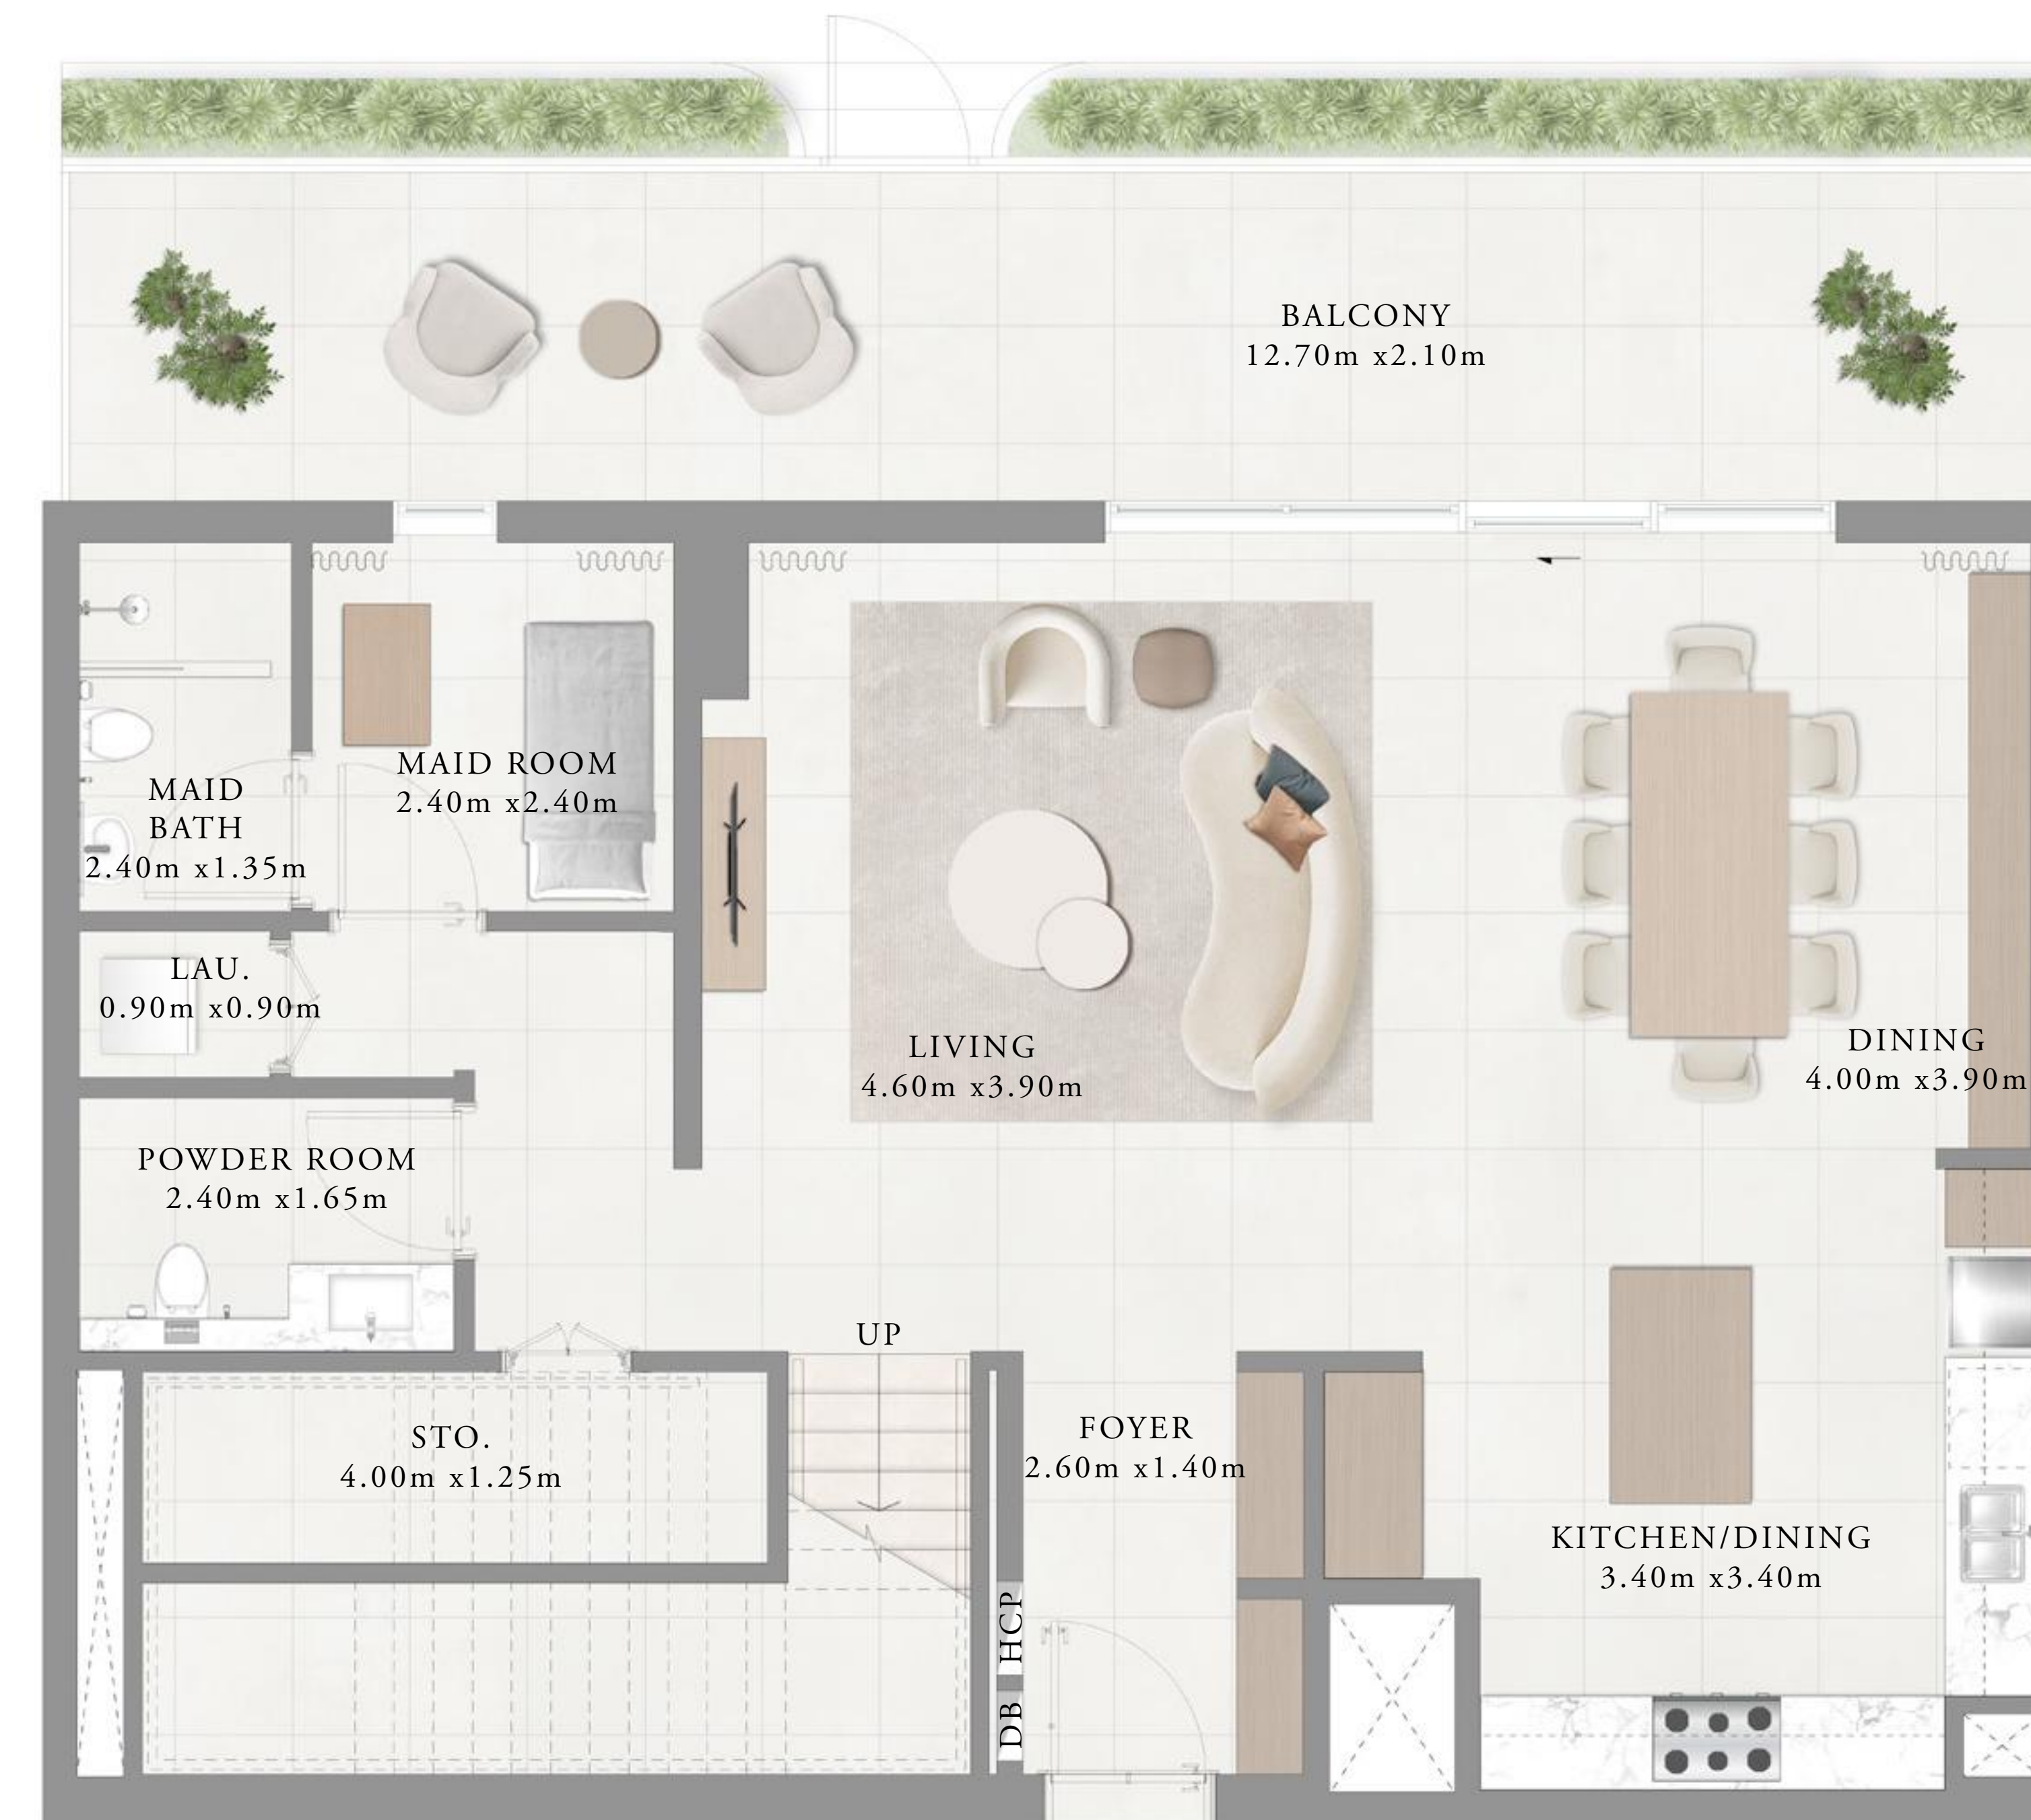 BALCONY
12.70m x2.10m
MAID ROOM
2.40m x2.40m
MAID
BATH
2.40m x1.35m
LAU.
0.90m x0.90m
LIVING
4.60m x3.90m
DINING
4.00m x3.90m
POWDER ROOM
2.40m x1.65m
UP
STO.
4.00m x1.25m
FOYER
2.60m x1.40m
KITCHEN/DINING
3.40m x3.40m
HCP
DB